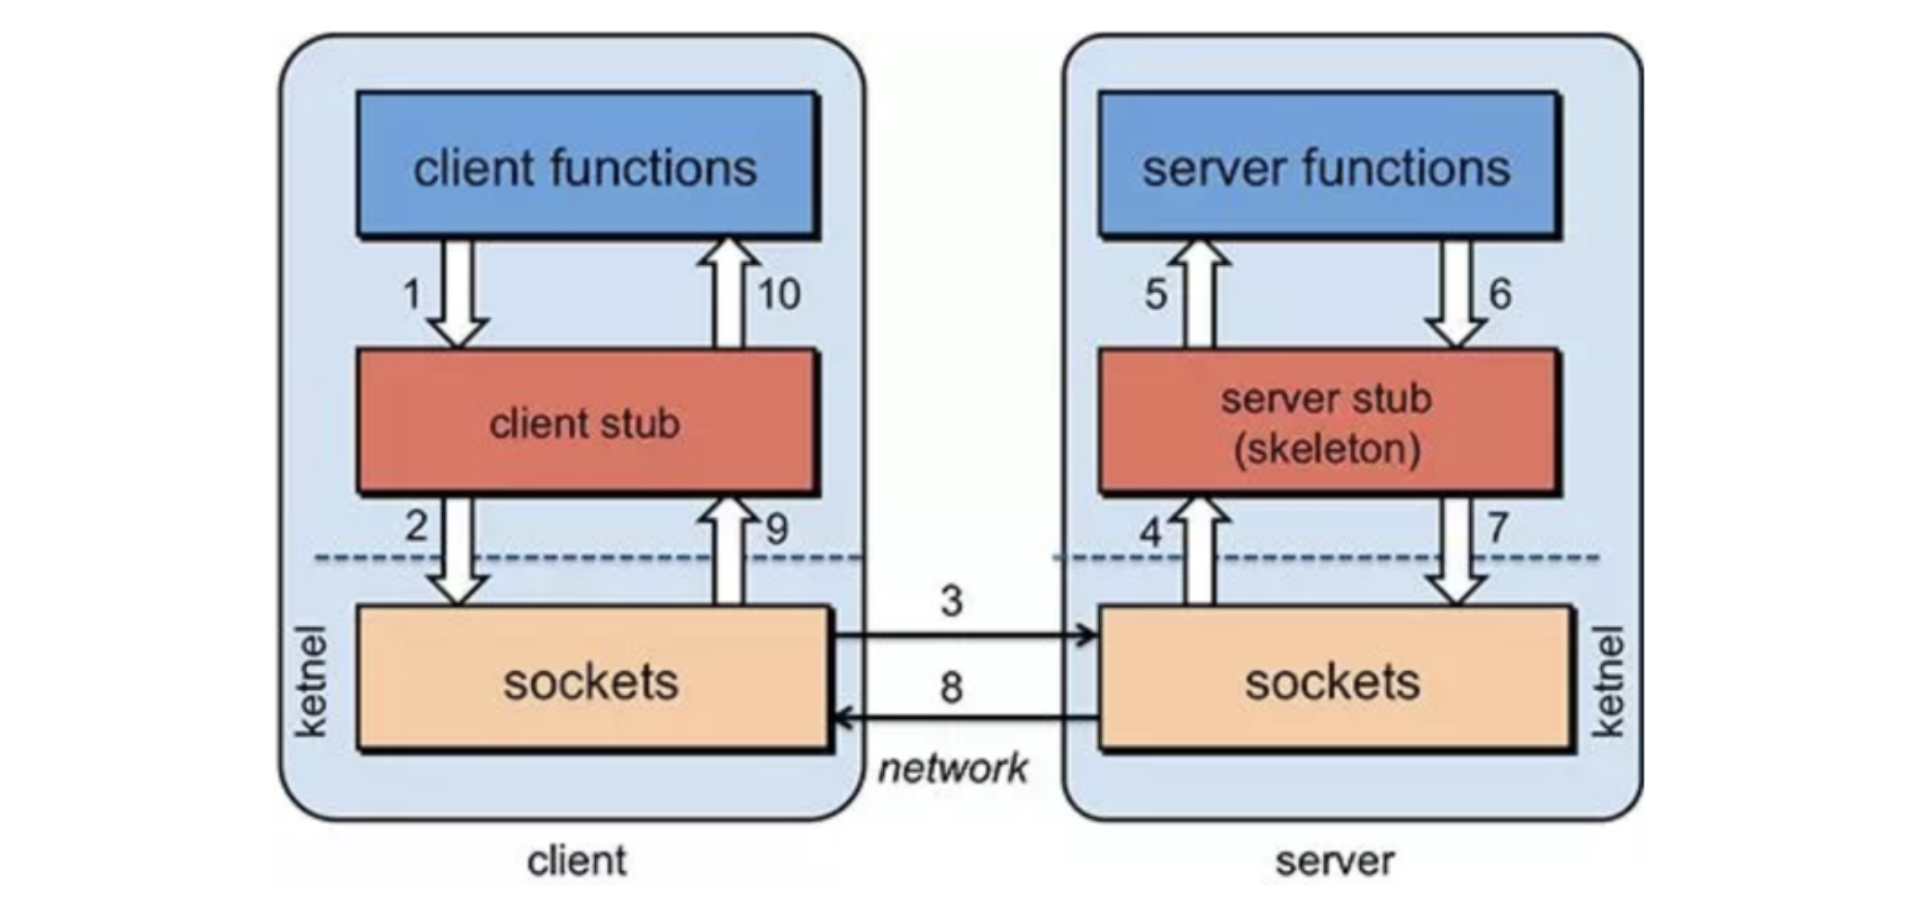 client functions
1
10
client stub
2
9
ketnel
sockets
client
3
8
network
server functions
5
6
server stub
(skeleton)
4
7
sockets
ketnel
server